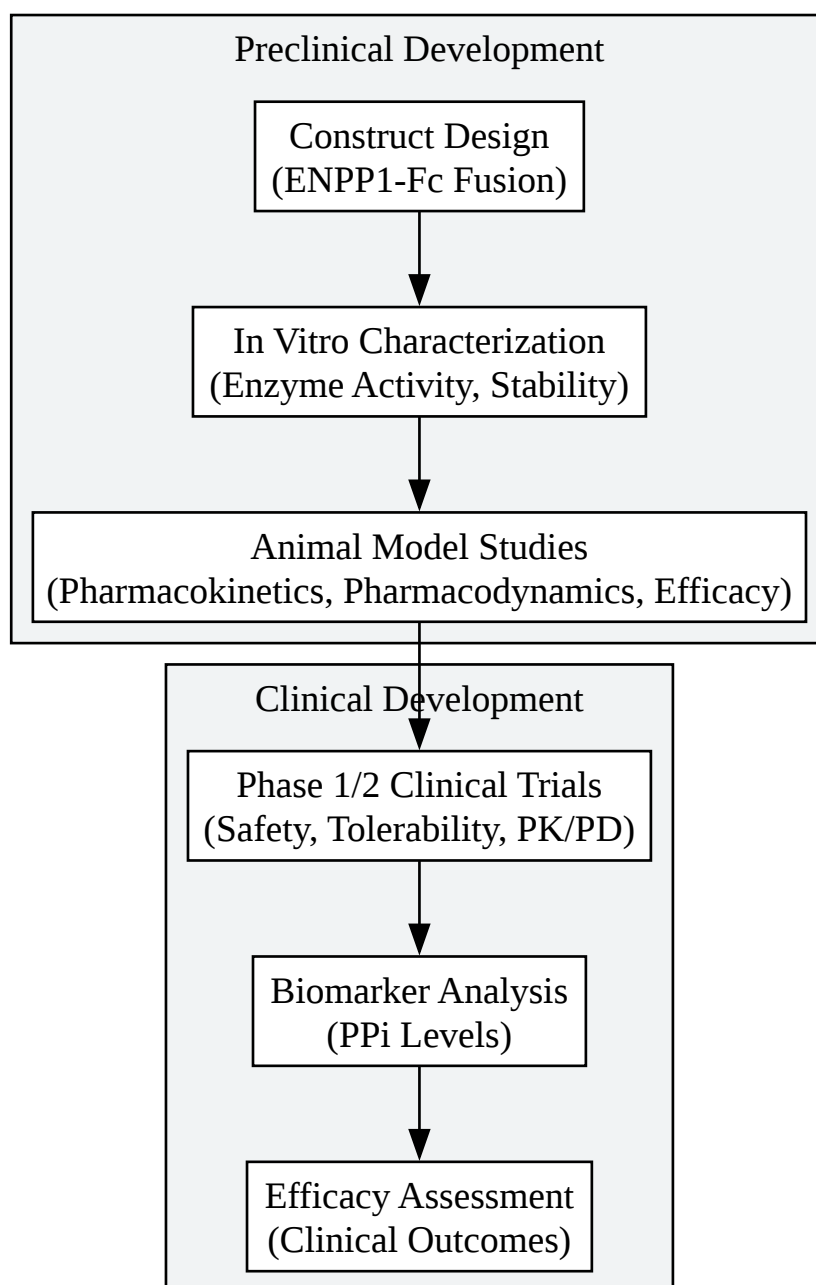 Preclinical Development
Construct Design
(ENPP1-Fc Fusion)
In Vitro Characterization
(Enzyme Activity, Stability)
Animal Model Studies
(Pharmacokinetics, Pharmacodynamics, Efficacy)
Clinical Development
Phase 1/2 Clinical Trials
(Safety, Tolerability, PK/PD)
Biomarker Analysis
(PPi Levels)
Efficacy Assessment
(Clinical Outcomes)